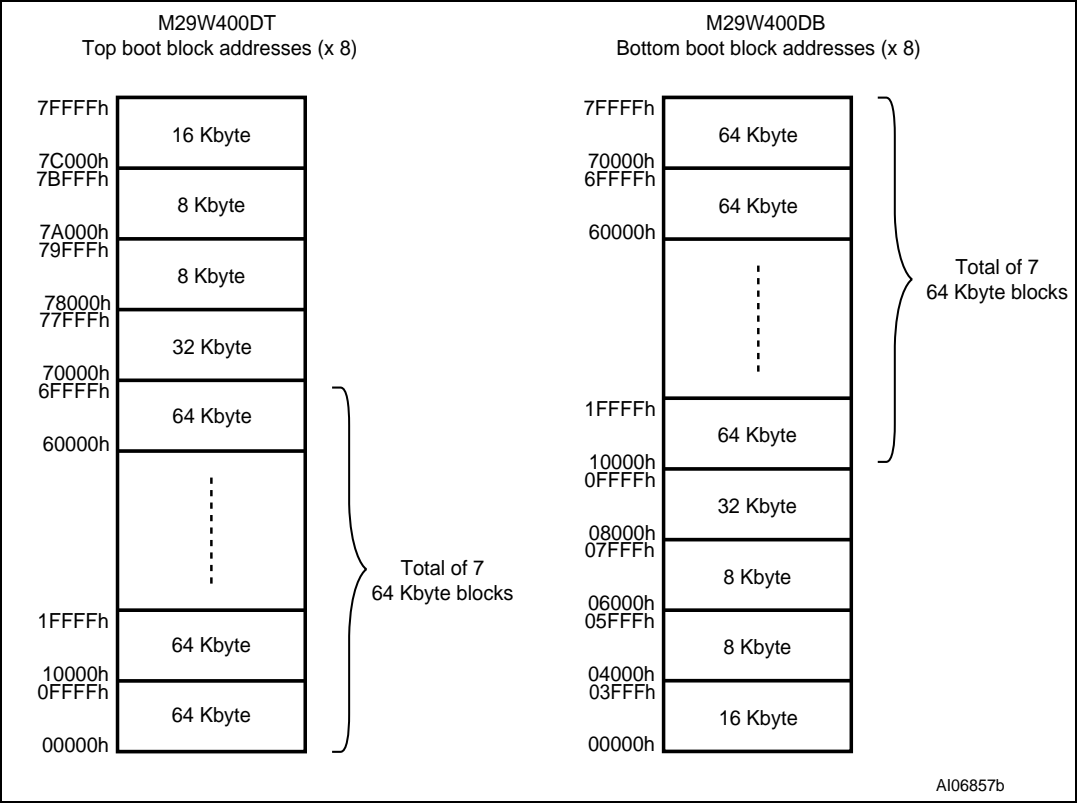 M29W400DT
Top boot block addresses (x 8)
7FFFFh
16 Kbyte
7C000h
7BFFFh
8 Kbyte
7A000h
79FFFh
8 Kbyte
78000h
77FFFh
32 Kbyte
70000h
6FFFFh
64 Kbyte
60000h
Total of 7
64 Kbyte blocks
1FFFFh
64 Kbyte
10000h
0FFFFh
64 Kbyte
00000h
M29W400DB
Bottom boot block addresses (x 8)
7FFFFh
64 Kbyte
70000h
6FFFFh
64 Kbyte
60000h
Total of 7
64 Kbyte blocks
1FFFFh
64 Kbyte
10000h
0FFFFh
32 Kbyte
08000h
07FFFh
8 Kbyte
06000h
05FFFh
8 Kbyte
04000h
03FFFh
16 Kbyte
00000h
AI06857b